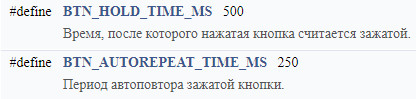 #define BTN_HOLD_TIME_MS 500
Время, после которого нажатая кнопка считается зажатой.
#define BTN_AUTOREPEAT_TIME_MS 250
Период автоповтора зажатой кнопки.